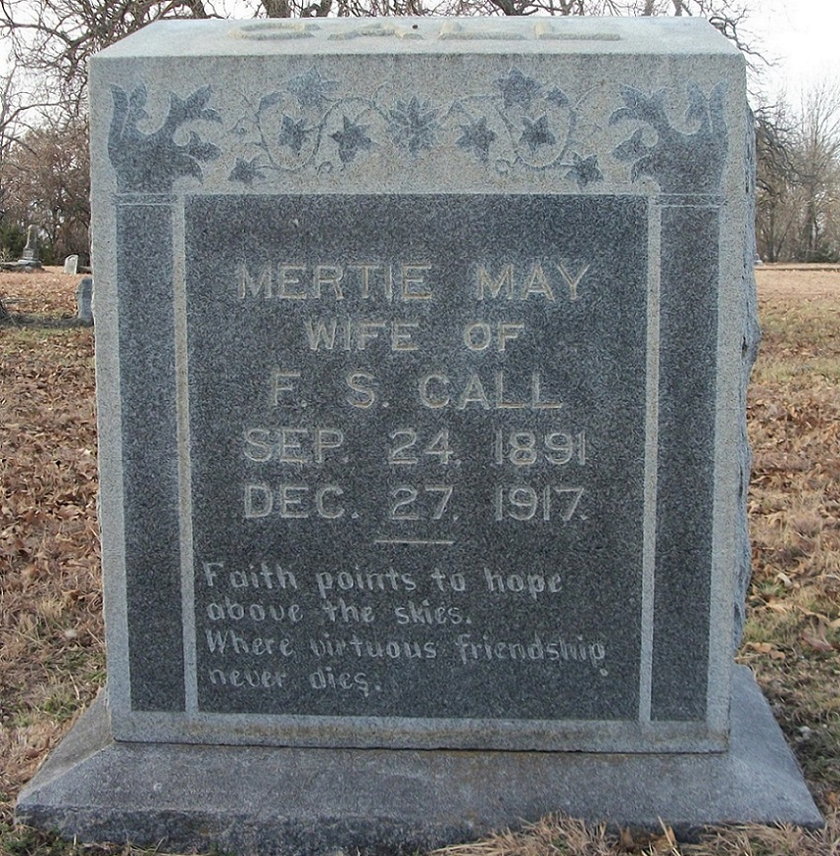 CALL
MERTIE MAY
WIFE OF
F. S. CALL
SEP. 24. 1891
DEC. 27. 1917.
Faith points to hope
above the skies.
Where virtuous friendship
never dies.